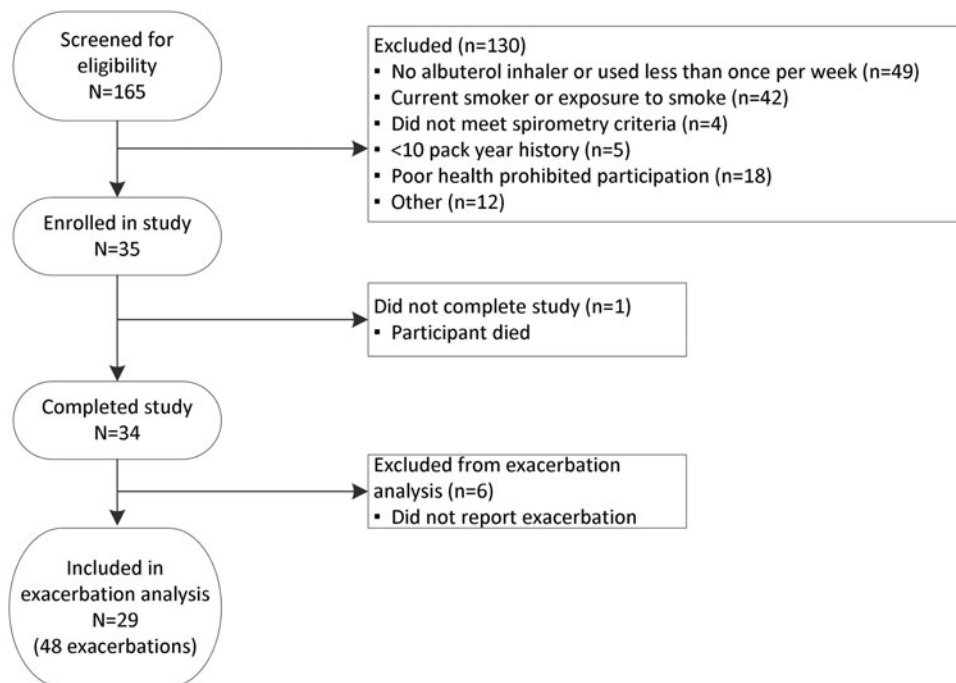 Screened for
eligibility
N=165
Excluded (n=130)
▪ No albuterol inhaler or used less than once per week (n=49)
▪ Current smoker or exposure to smoke (n=42)
▪ Did not meet spirometry criteria (n=4)
▪ <10 pack year history (n=5)
▪ Poor health prohibited participation (n=18)
▪ Other (n=12)
Enrolled in study
N=35
Did not complete study (n=1)
▪ Participant died
Completed study
N=34
Excluded from exacerbation
analysis (n=6)
▪ Did not report exacerbation
Included in
exacerbation analysis
N=29
(48 exacerbations)